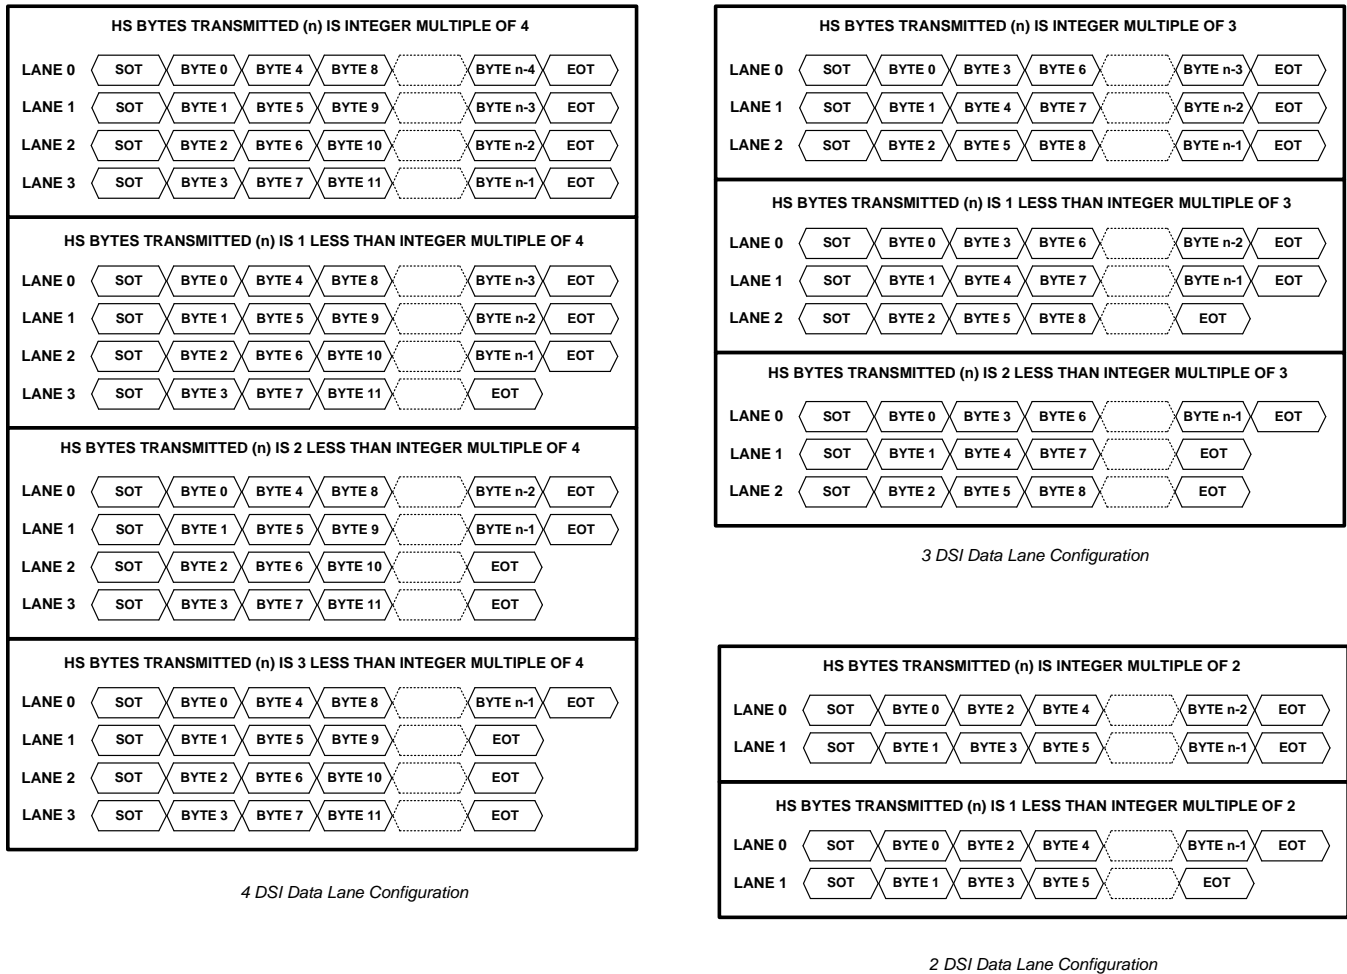 HS BYTES TRANSMITTED (n) IS INTEGER MULTIPLE OF 4
LANE 0 SOT BYTE 0 BYTE 4 BYTE 8 BYTE n-4 EOT
LANE 1 SOT BYTE 1 BYTE 5 BYTE 9 BYTE n-3 EOT
LANE 2 SOT BYTE 2 BYTE 6 BYTE 10 BYTE n-2 EOT
LANE 3 SOT BYTE 3 BYTE 7 BYTE 11 BYTE n-1 EOT
HS BYTES TRANSMITTED (n) IS 1 LESS THAN INTEGER MULTIPLE OF 4
LANE 0 SOT BYTE 0 BYTE 4 BYTE 8 BYTE n-3 EOT
LANE 1 SOT BYTE 1 BYTE 5 BYTE 9 BYTE n-2 EOT
LANE 2 SOT BYTE 2 BYTE 6 BYTE 10 BYTE n-1 EOT
LANE 3 SOT BYTE 3 BYTE 7 BYTE 11 EOT
HS BYTES TRANSMITTED (n) IS 2 LESS THAN INTEGER MULTIPLE OF 4
LANE 0 SOT BYTE 0 BYTE 4 BYTE 8 BYTE n-2 EOT
LANE 1 SOT BYTE 1 BYTE 5 BYTE 9 BYTE n-1 EOT
LANE 2 SOT BYTE 2 BYTE 6 BYTE 10 EOT
LANE 3 SOT BYTE 3 BYTE 7 BYTE 11 EOT
HS BYTES TRANSMITTED (n) IS 3 LESS THAN INTEGER MULTIPLE OF 4
LANE 0 SOT BYTE 0 BYTE 4 BYTE 8 BYTE n-1 EOT
LANE 1 SOT BYTE 1 BYTE 5 BYTE 9 EOT
LANE 2 SOT BYTE 2 BYTE 6 BYTE 10 EOT
LANE 3 SOT BYTE 3 BYTE 7 BYTE 11 EOT
4 DSI Data Lane Configuration
HS BYTES TRANSMITTED (n) IS INTEGER MULTIPLE OF 3
LANE 0 SOT BYTE 0 BYTE 3 BYTE 6 BYTE n-3 EOT
LANE 1 SOT BYTE 1 BYTE 4 BYTE 7 BYTE n-2 EOT
LANE 2 SOT BYTE 2 BYTE 5 BYTE 8 BYTE n-1 EOT
HS BYTES TRANSMITTED (n) IS 1 LESS THAN INTEGER MULTIPLE OF 3
LANE 0 SOT BYTE 0 BYTE 3 BYTE 6 BYTE n-2 EOT
LANE 1 SOT BYTE 1 BYTE 4 BYTE 7 BYTE n-1 EOT
LANE 2 SOT BYTE 2 BYTE 5 BYTE 8 EOT
HS BYTES TRANSMITTED (n) IS 2 LESS THAN INTEGER MULTIPLE OF 3
LANE 0 SOT BYTE 0 BYTE 3 BYTE 6 BYTE n-1 EOT
LANE 1 SOT BYTE 1 BYTE 4 BYTE 7 EOT
LANE 2 SOT BYTE 2 BYTE 5 BYTE 8 EOT
3 DSI Data Lane Configuration
HS BYTES TRANSMITTED (n) IS INTEGER MULTIPLE OF 2
LANE 0 SOT BYTE 0 BYTE 2 BYTE 4 BYTE n-2 EOT
LANE 1 SOT BYTE 1 BYTE 3 BYTE 5 BYTE n-1 EOT
HS BYTES TRANSMITTED (n) IS 1 LESS THAN INTEGER MULTIPLE OF 2
LANE 0 SOT BYTE 0 BYTE 2 BYTE 4 BYTE n-1 EOT
LANE 1 SOT BYTE 1 BYTE 3 BYTE 5 EOT
2 DSI Data Lane Configuration